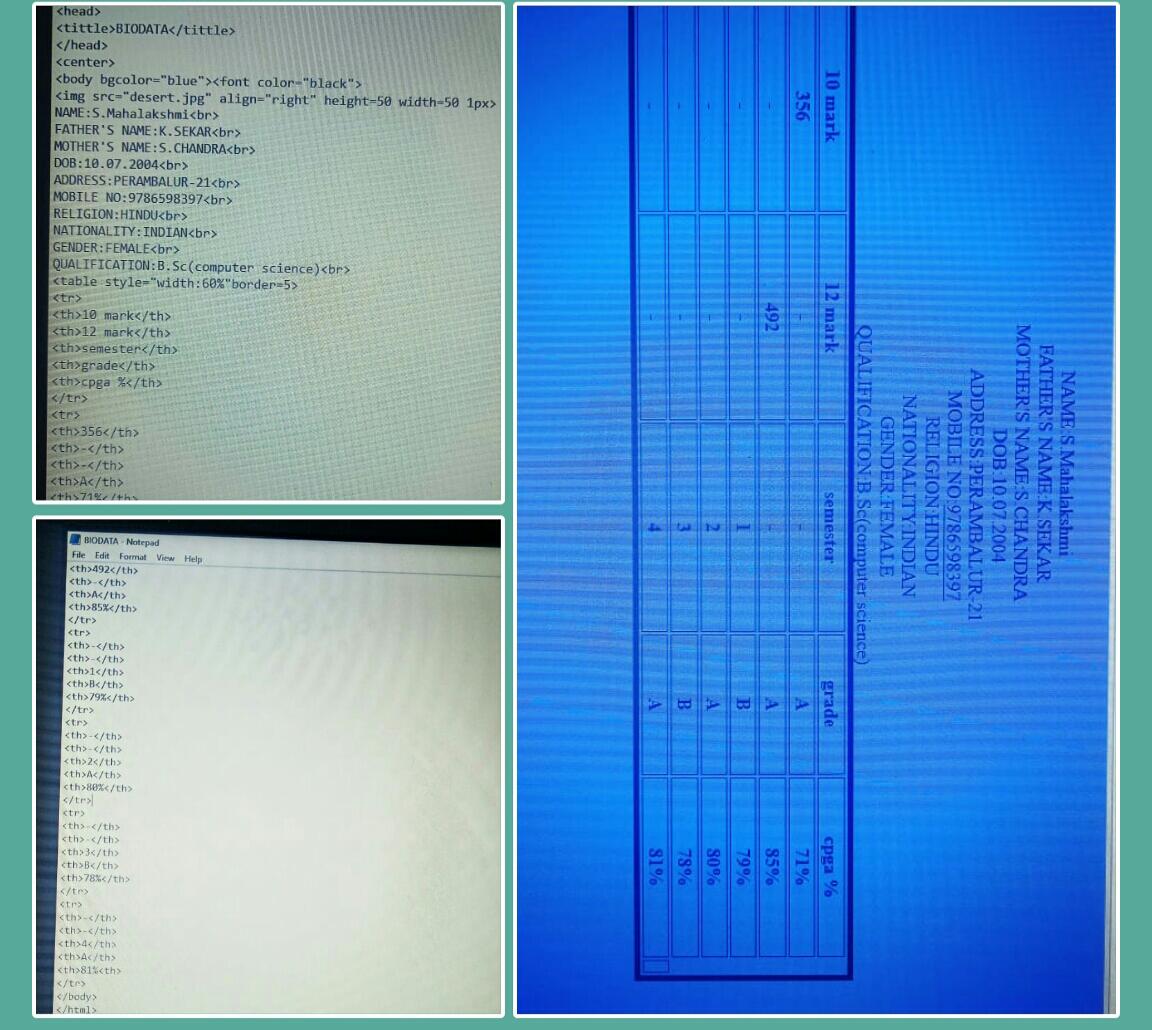 <head>
<tittle>BIODATA</tittle>
</head>
<center>
<body bgcolor="blue"><font color="black">
<img src="desert.jpg" align="right" height=50 width=50 1px>
NAME:S.Mahalakshmi<br>
FATHER'S NAME:K.SEKAR<br>
MOTHER'S NAME:S.CHANDRA<br>
DOB:10.07.2004<br>
ADDRESS:PERAMBALUR-21<br>
MOBILE NO:9786598397<br>
RELIGION:HINDU<br>
NATIONALITY:INDIAN<br>
GENDER:FEMALE<br>
QUALIFICATION:B.Sc(computer science)<br>
<table style="width:60%"border=5>
<tr>
<th>10 mark</th>
<th>12 mark</th>
<th>semester</th>
<th>grade</th>
<th>cpga %</th>
</tr>
<tr>
<th>356</th>
<th>-</th>
<th>-</th>
<th>A</th>
<th>71%</th>
BIODATA - Notepad
File Edit Format View Help
<th>492</th>
<th>-</th>
<th>A</th>
<th>85%</th>
</tr>
<tr>
<th>-</th>
<th>-</th>
<th>1</th>
<th>B</th>
<th>79%</th>
</tr>
<tr>
<th>-</th>
<th>-</th>
<th>2</th>
<th>A</th>
<th>80%</th>
</tr>
<tr>
<th>-</th>
<th>-</th>
<th>3</th>
<th>B</th>
<th>78%</th>
</tr>
<tr>
<th>-</th>
<th>-</th>
<th>4</th>
<th>A</th>
<th>81%<th>
</tr>
</body>
</html>
NAME:S.Mahalakshmi
FATHER'S NAME:K.SEKAR
MOTHER'S NAME:S.CHANDRA
DOB:10.07.2004
ADDRESS:PERAMBALUR-21
MOBILE NO:9786598397
RELIGION:HINDU
NATIONALITY:INDIAN
GENDER:FEMALE
QUALIFICATION:B.Sc(computer science)
10 mark 12 mark semester grade cpga %
356 - - A 71%
- 492 - A 85%
- - 1 B 79%
- - 2 A 80%
- - 3 B 78%
- - 4 A 81%